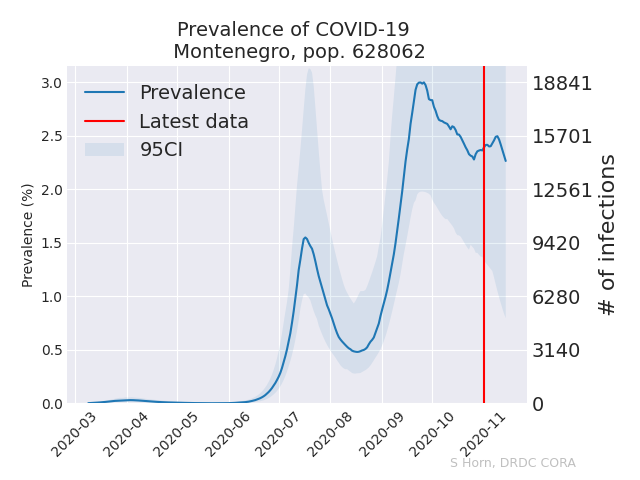 Prevalence of COVID-19
Montenegro, pop. 628062
Prevalence
Latest data
95CI
Prevalence (%)
3.0
2.5
2.0
1.5
1.0
0.5
0.0
18841
15701
12561
9420
6280
3140
0
# of infections
2020-03
2020-04
2020-05
2020-06
2020-07
2020-08
2020-09
2020-10
2020-11
S Horn, DRDC CORA